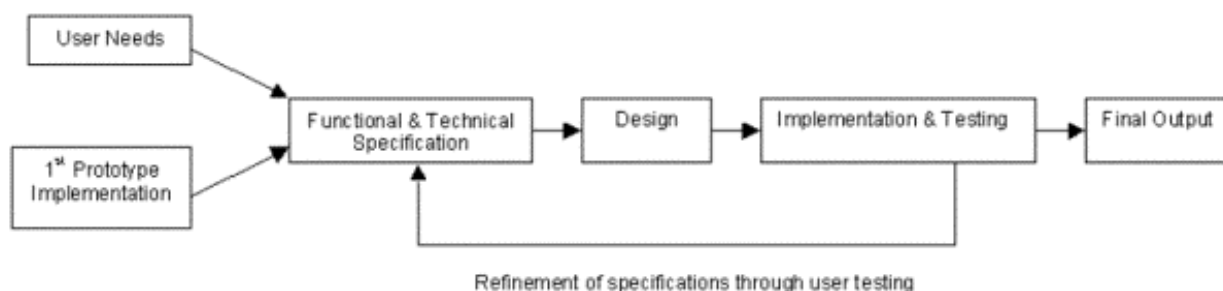 User Needs
Functional & Technical
Specification
Design
Implementation & Testing
Final Output
1st Prototype
Implementation
Refinement of specifications through user testing